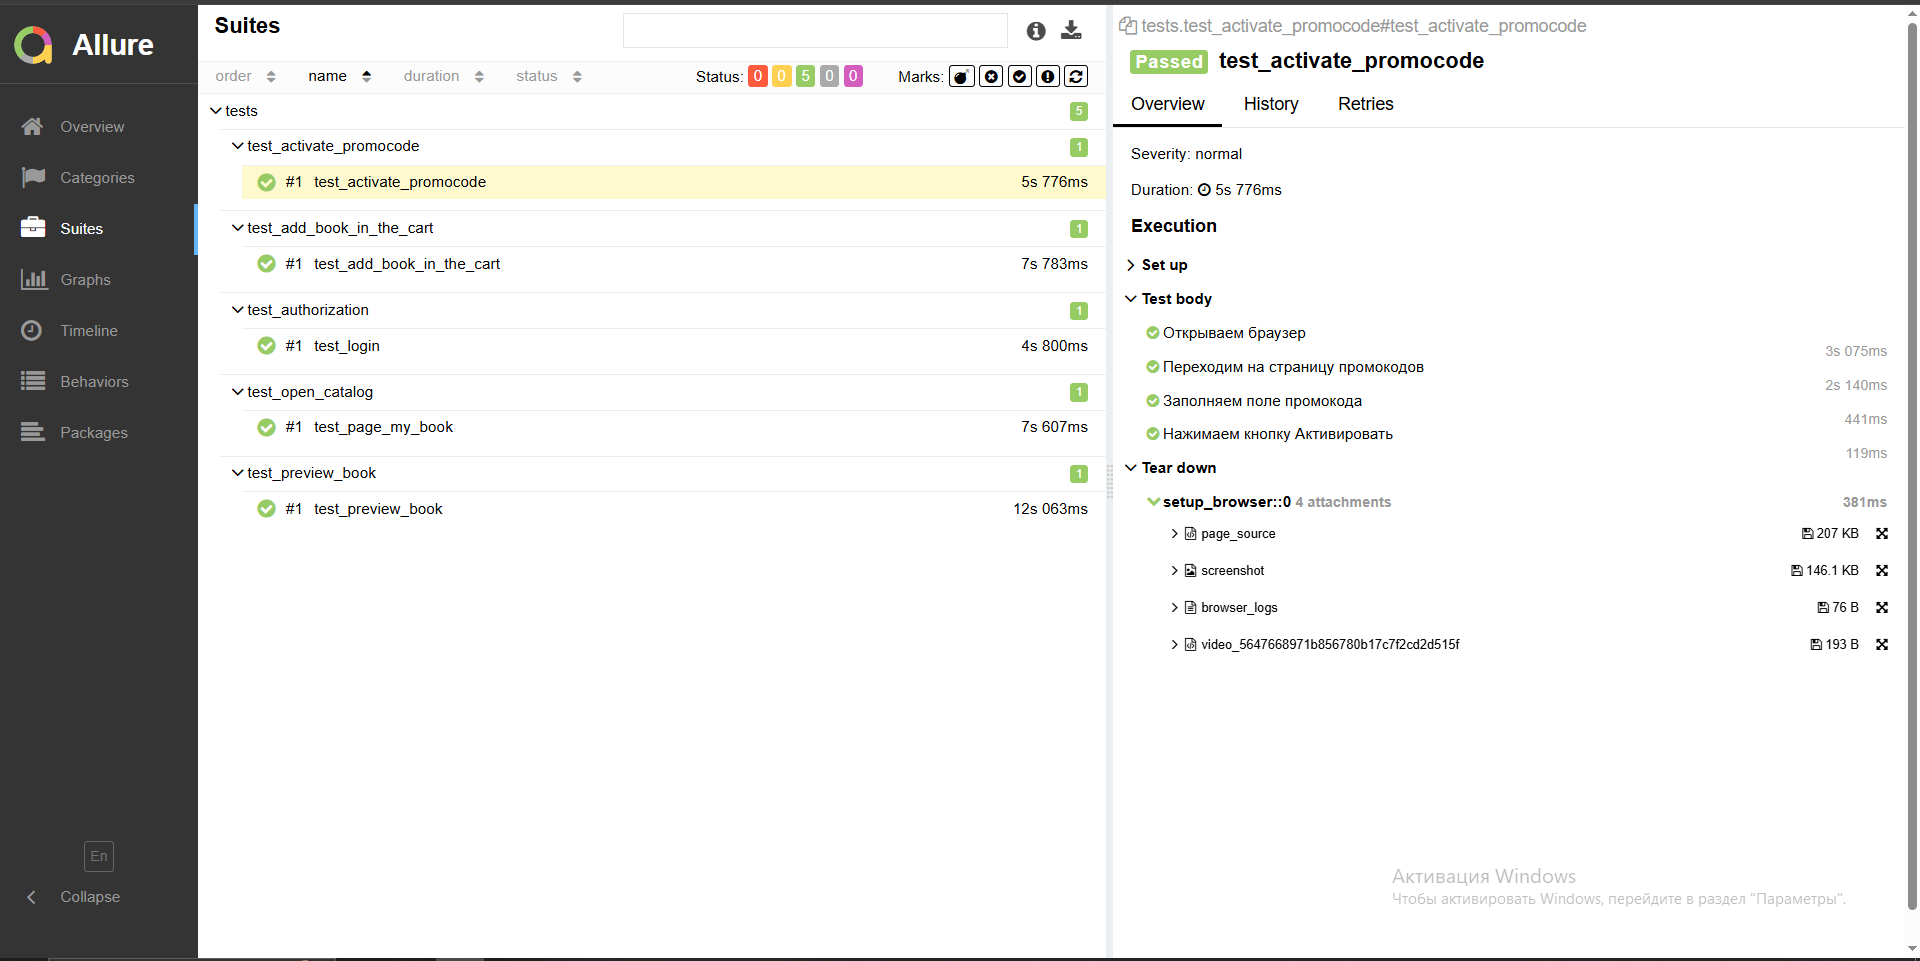 Allure
Overview
Categories
Suites
Graphs
Timeline
Behaviors
Packages
En
Collapse
Suites
order name duration status Status: 0 0 5 0 0 Marks:
tests 5
test_activate_promocode 1
#1 test_activate_promocode 5s 776ms
test_add_book_in_the_cart 1
#1 test_add_book_in_the_cart 7s 783ms
test_authorization 1
#1 test_login 4s 800ms
test_open_catalog 1
#1 test_page_my_book 7s 607ms
test_preview_book 1
#1 test_preview_book 12s 063ms
tests.test_activate_promocode#test_activate_promocode
Passed test_activate_promocode
Overview History Retries
Severity: normal
Duration: 5s 776ms
Execution
Set up
Test body
Открываем браузер
3s 075ms
Переходим на страницу промокодов
2s 140ms
Заполняем поле промокода
441ms
Нажимаем кнопку Активировать
119ms
Tear down
setup_browser::0 4 attachments 381ms
page_source 207 KB
screenshot 146.1 KB
browser_logs 76 B
video_5647668971b856780b17c7f2cd2d515f 193 B
Активация Windows
Чтобы активировать Windows, перейдите в раздел "Параметры".